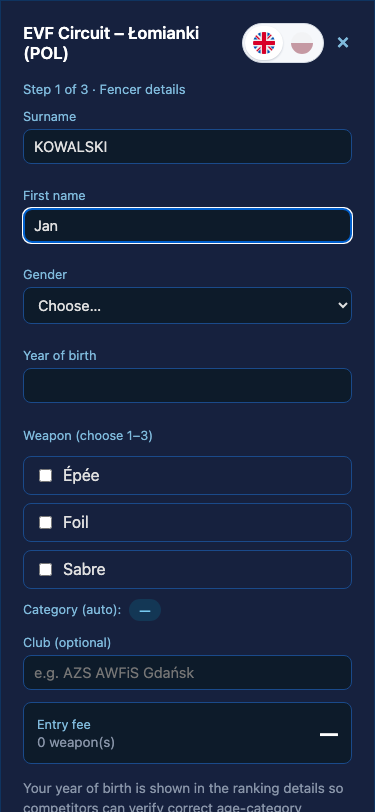 EVF Circuit – Łomianki
(POL)
×
Step 1 of 3 · Fencer details
Surname
KOWALSKI
First name
Jan
Gender
Choose...
Year of birth
Weapon (choose 1–3)
Épée
Foil
Sabre
Category (auto): —
Club (optional)
e.g. AZS AWFiS Gdańsk
Entry fee
0 weapon(s)
—
Your year of birth is shown in the ranking details so
competitors can verify correct age-category